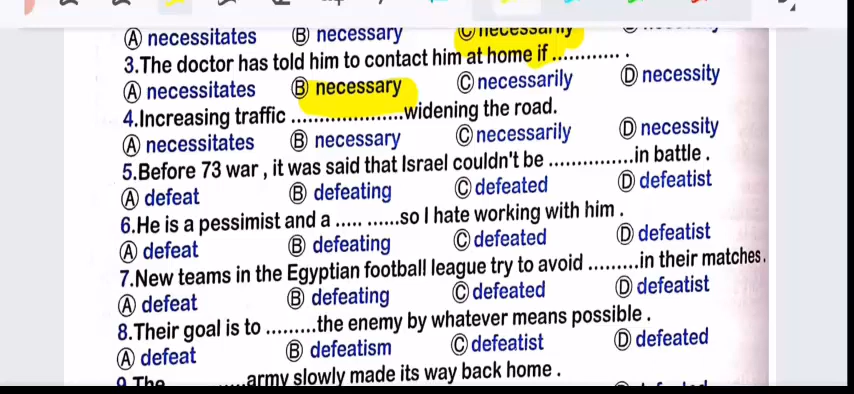 Ⓐ necessitates Ⓑ necessary Ⓒ necessarily
3.The doctor has told him to contact him at home if ............. .
Ⓐ necessitates Ⓑ necessary Ⓒ necessarily Ⓓ necessity
4.Increasing traffic ....................widening the road.
Ⓐ necessitates Ⓑ necessary Ⓒ necessarily Ⓓ necessity
5.Before 73 war , it was said that Israel couldn't be ...............in battle .
Ⓐ defeat Ⓑ defeating Ⓒ defeated Ⓓ defeatist
6.He is a pessimist and a ..... ......so I hate working with him .
Ⓐ defeat Ⓑ defeating Ⓒ defeated Ⓓ defeatist
7.New teams in the Egyptian football league try to avoid .........in their matches.
Ⓐ defeat Ⓑ defeating Ⓒ defeated Ⓓ defeatist
8.Their goal is to .........the enemy by whatever means possible .
Ⓐ defeat Ⓑ defeatism Ⓒ defeatist Ⓓ defeated
9.The ............army slowly made its way back home .